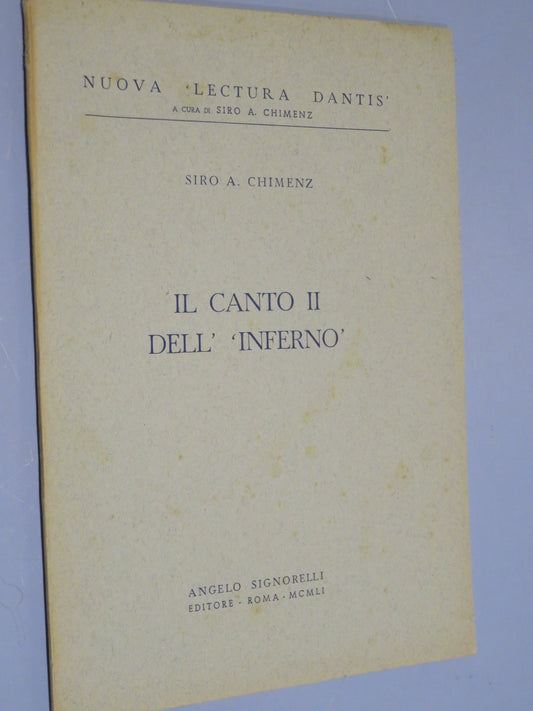 NUOVA 'LECTURA DANTIS'
A CURA DI SIRO A. CHIMENZ
SIRO A. CHIMENZ
IL CANTO II
DELL' 'INFERNO'
ANGELO SIGNORELLI
EDITORE - ROMA - MCMLI